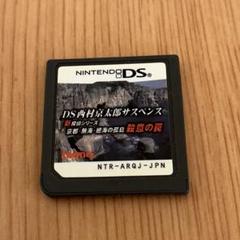 NINTENDO DS
DS西村京太郎サスペンス
新探偵シリーズ
京都・熱海・絶海の孤島 殺意の罠
NTR-ARQJ-JPN